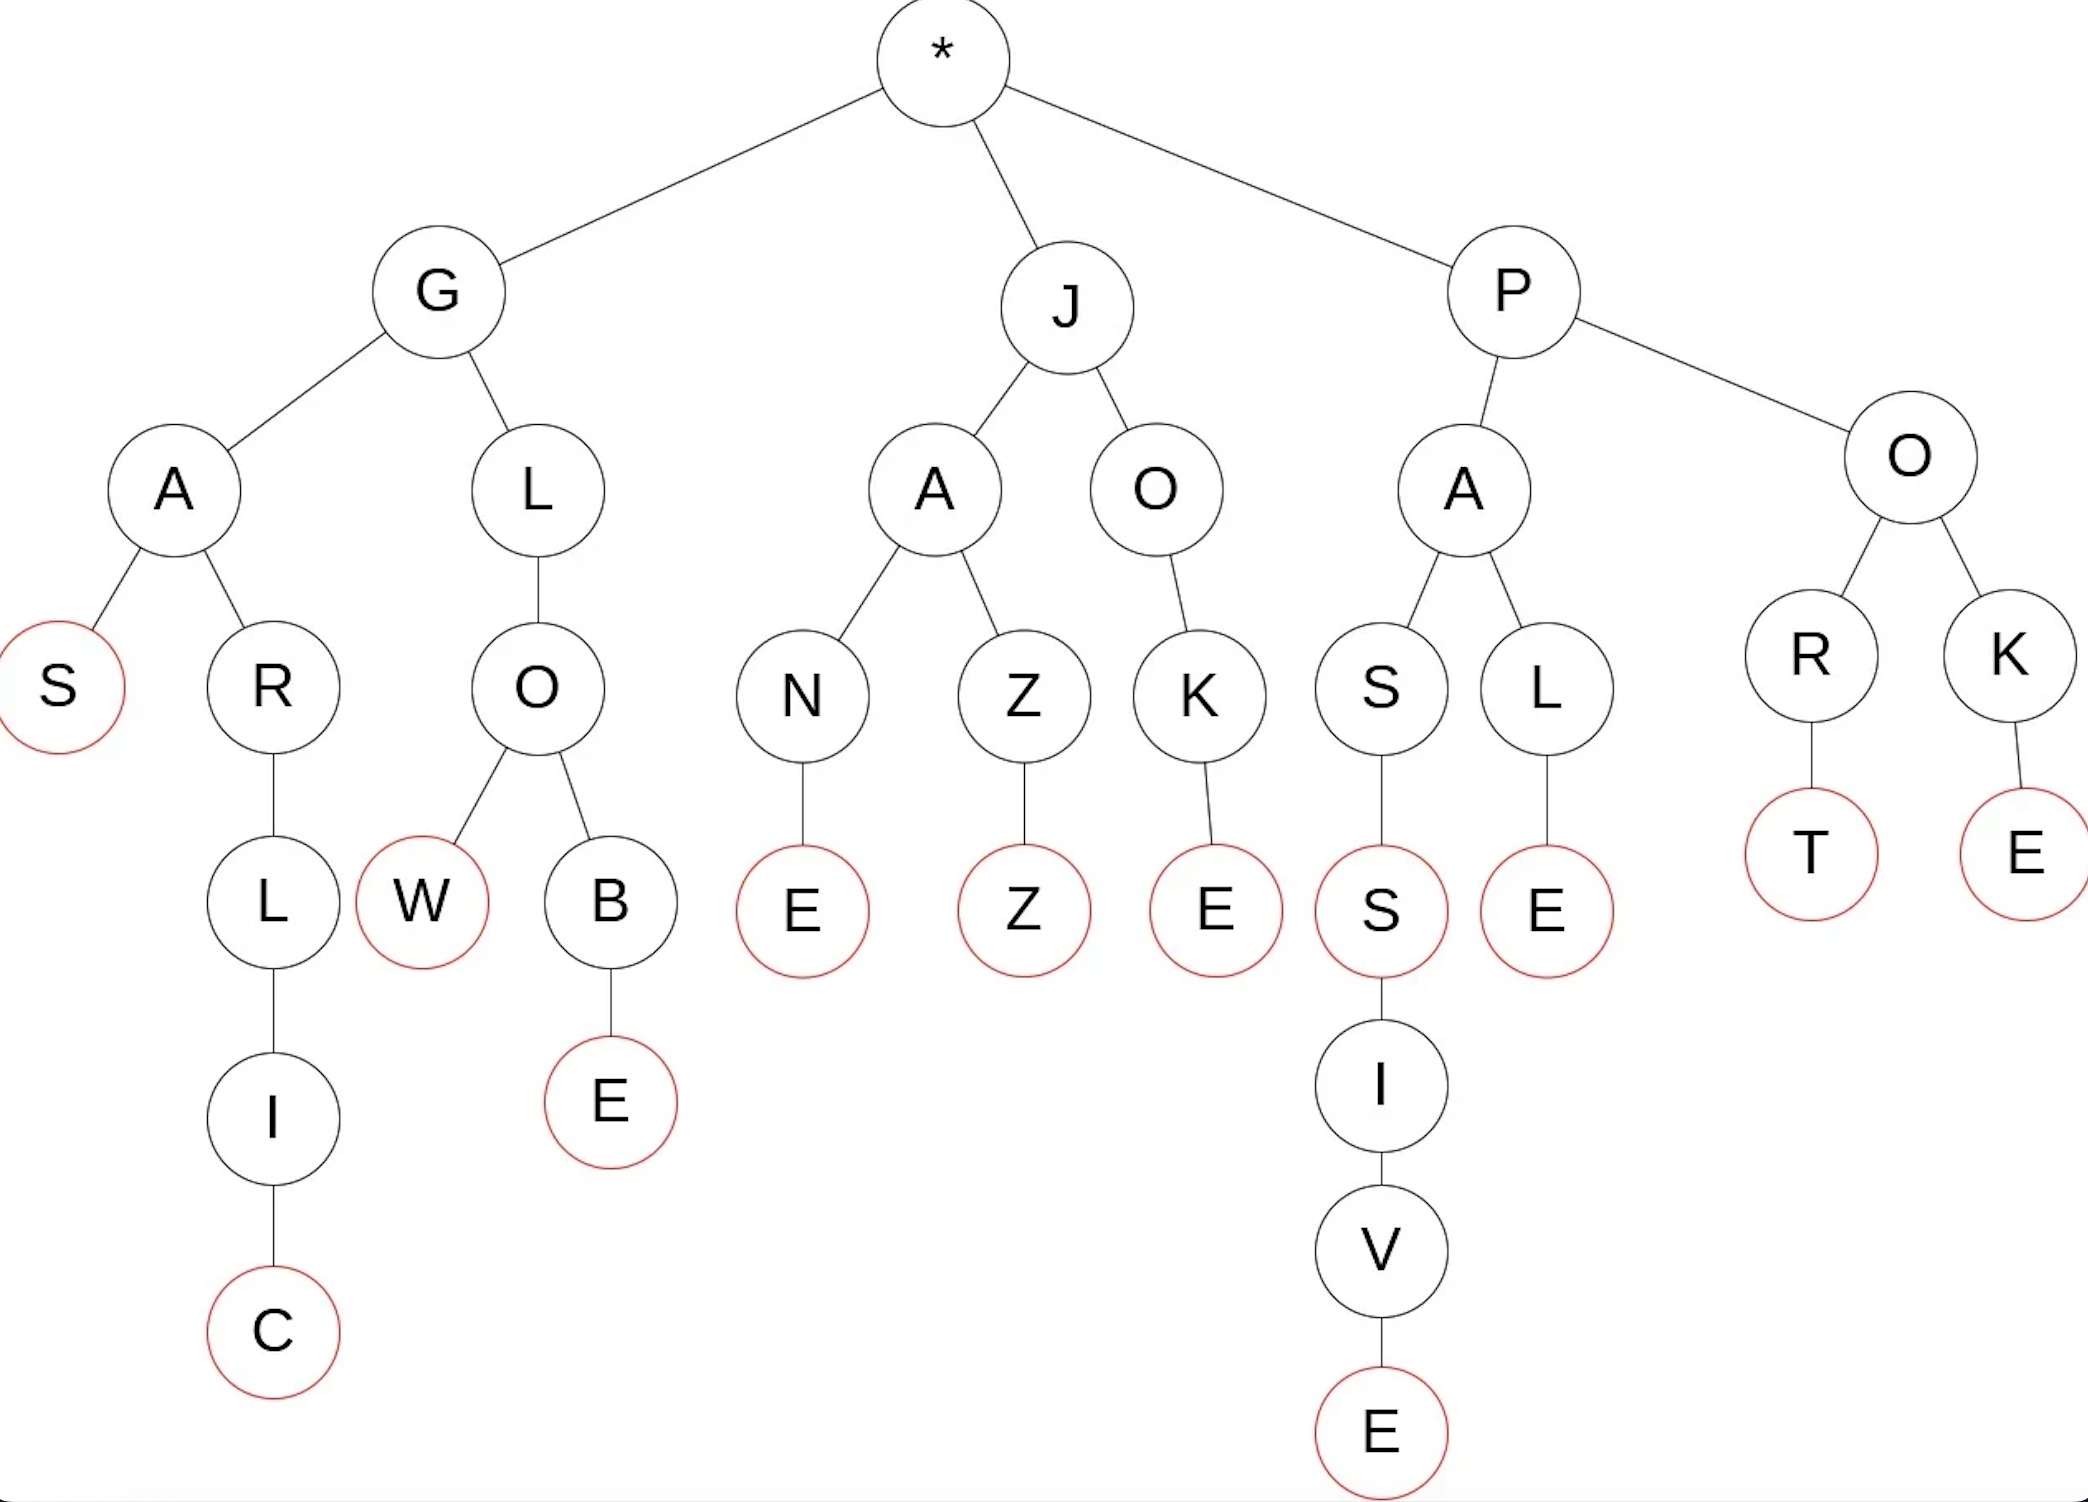 *
G J P
A L A O A O
S R O N Z K S L R K
L W B E Z E S E T E
I E I
C V
E